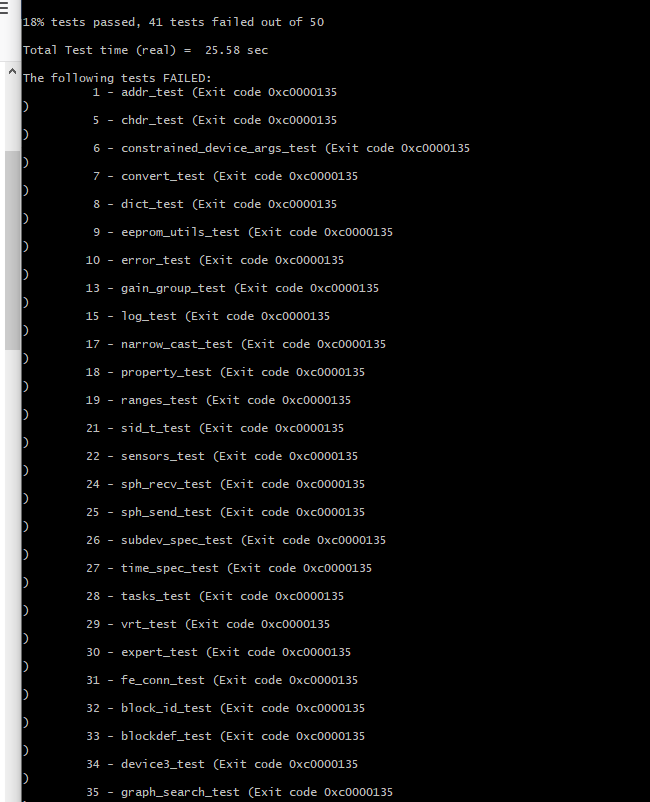 18% tests passed, 41 tests failed out of 50
Total Test time (real) =  25.58 sec
The following tests FAILED:
1 - addr_test (Exit code 0xc0000135
)
5 - chdr_test (Exit code 0xc0000135
)
6 - constrained_device_args_test (Exit code 0xc0000135
)
7 - convert_test (Exit code 0xc0000135
)
8 - dict_test (Exit code 0xc0000135
)
9 - eeprom_utils_test (Exit code 0xc0000135
)
10 - error_test (Exit code 0xc0000135
)
13 - gain_group_test (Exit code 0xc0000135
)
15 - log_test (Exit code 0xc0000135
)
17 - narrow_cast_test (Exit code 0xc0000135
)
18 - property_test (Exit code 0xc0000135
)
19 - ranges_test (Exit code 0xc0000135
)
21 - sid_t_test (Exit code 0xc0000135
)
22 - sensors_test (Exit code 0xc0000135
)
24 - sph_recv_test (Exit code 0xc0000135
)
25 - sph_send_test (Exit code 0xc0000135
)
26 - subdev_spec_test (Exit code 0xc0000135
)
27 - time_spec_test (Exit code 0xc0000135
)
28 - tasks_test (Exit code 0xc0000135
)
29 - vrt_test (Exit code 0xc0000135
)
30 - expert_test (Exit code 0xc0000135
)
31 - fe_conn_test (Exit code 0xc0000135
)
32 - block_id_test (Exit code 0xc0000135
)
33 - blockdef_test (Exit code 0xc0000135
)
34 - device3_test (Exit code 0xc0000135
)
35 - graph_search_test (Exit code 0xc0000135